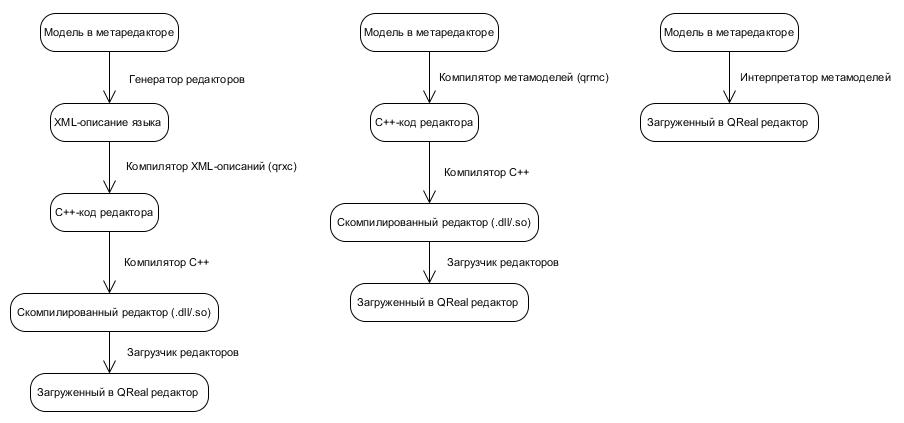 Модель в метаредакторе
Генератор редакторов
XML-описание языка
Компилятор XML-описаний (qrxc)
C++-код редактора
Компилятор C++
Скомпилированный редактор (.dll/.so)
Загрузчик редакторов
Загруженный в QReal редактор
Модель в метаредакторе
Компилятор метамоделей (qrmc)
C++-код редактора
Компилятор C++
Скомпилированный редактор (.dll/.so)
Загрузчик редакторов
Загруженный в QReal редактор
Модель в метаредакторе
Интерпретатор метамоделей
Загруженный в QReal редактор